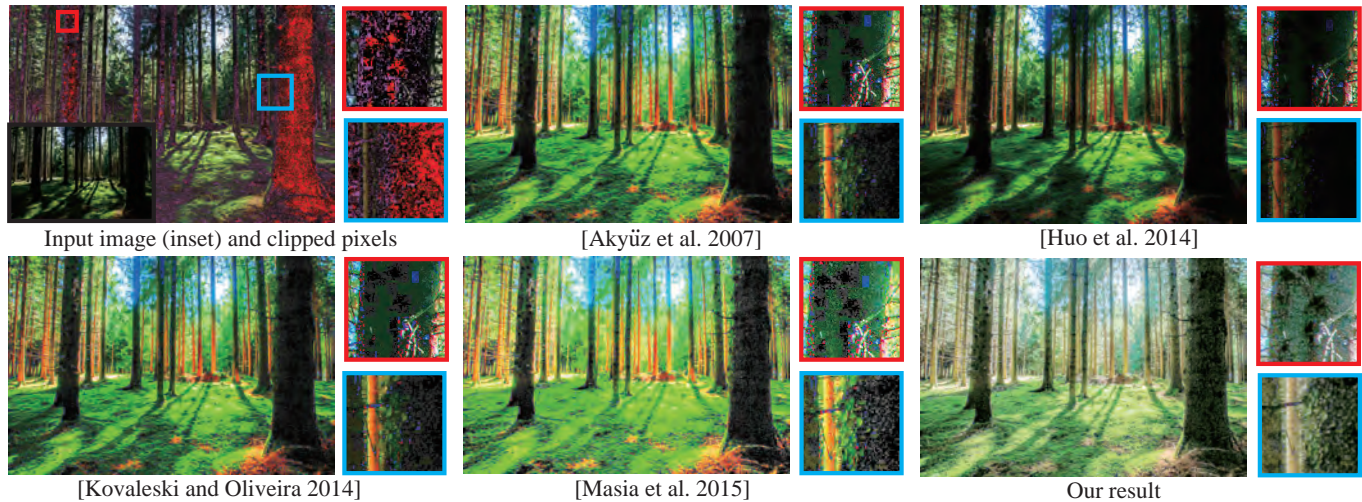 Input image (inset) and clipped pixels
[Akyüz et al. 2007]
[Huo et al. 2014]
[Kovaleski and Oliveira 2014]
[Masia et al. 2015]
Our result